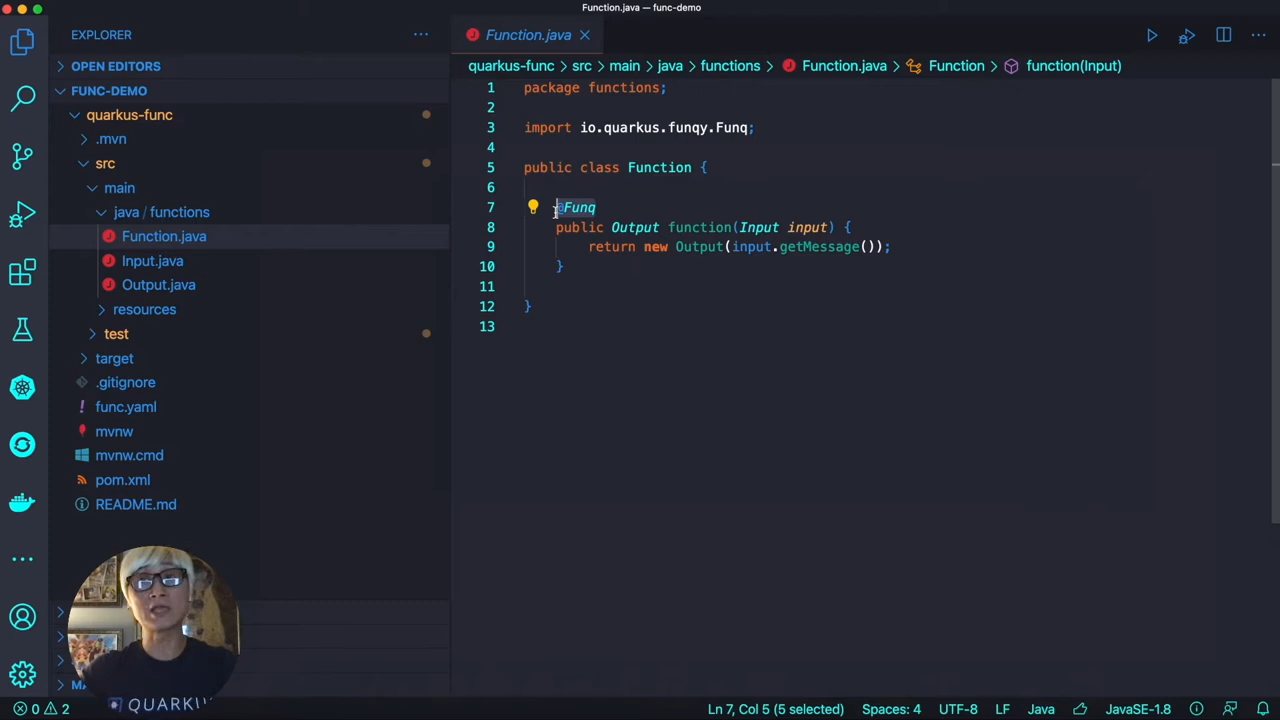 Function.java — func-demo
EXPLORER
OPEN EDITORS
FUNC-DEMO
quarkus-func
.mvn
src
main
java / functions
Function.java
Input.java
Output.java
resources
test
target
.gitignore
func.yaml
mvnw
mvnw.cmd
pom.xml
README.md
Function.java
quarkus-func > src > main > java > functions > Function.java > Function > function(Input)
1 package functions;
2
3 import io.quarkus.funqy.Funq;
4
5 public class Function {
6
7 @Funq
8 public Output function(Input input) {
9 return new Output(input.getMessage());
10 }
11
12 }
13
0 2
Ln 7, Col 5 (5 selected) Spaces: 4 UTF-8 LF Java JavaSE-1.8